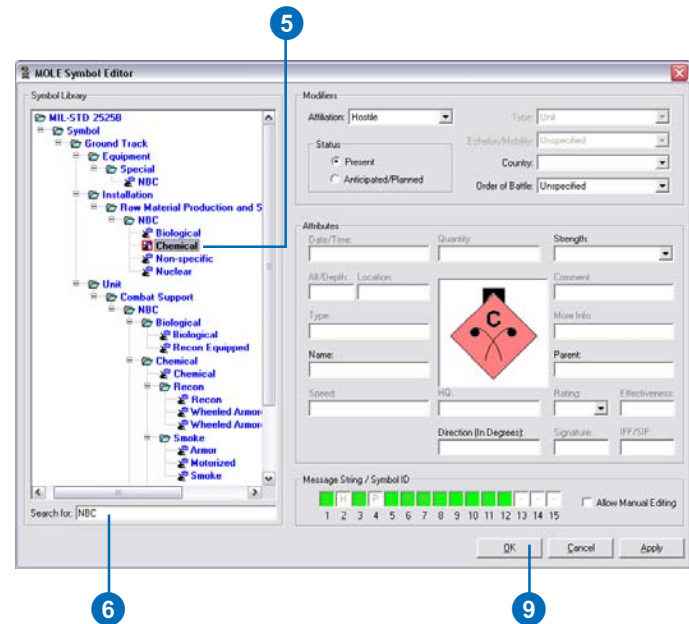 5
MOLE Symbol Editor
Symbol Library
MIL-STD 2525B
Symbol
Ground Track
Equipment
Special
NBC
Installation
Raw Material Production and S
NBC
Biological
Chemical
Non-specific
Nuclear
Unit
Combat Support
NBC
Biological
Biological
Recon Equipped
Chemical
Chemical
Recon
Recon
Wheeled Armor
Wheeled Armor
Smoke
Armor
Motorized
Smoke
Search for: NBC
Modifiers
Affiliation: Hostile
Type: Unit
Status
Present
Anticipated/Planned
Echelon/Mobility: Unspecified
Country:
Order of Battle: Unspecified
Attributes
Date/Time:
Quantity:
Strength:
Alt/Depth: Location:
Comment:
Type:
C
More Info:
Name:
Parent:
Speed:
HQ:
Rating:
Effectiveness:
Direction (In Degrees):
Signature:
IFF/SIF:
Message String / Symbol ID
H P - - -
1 2 3 4 5 6 7 8 9 10 11 12 13 14 15
Allow Manual Editing
OK Cancel Apply
6
9